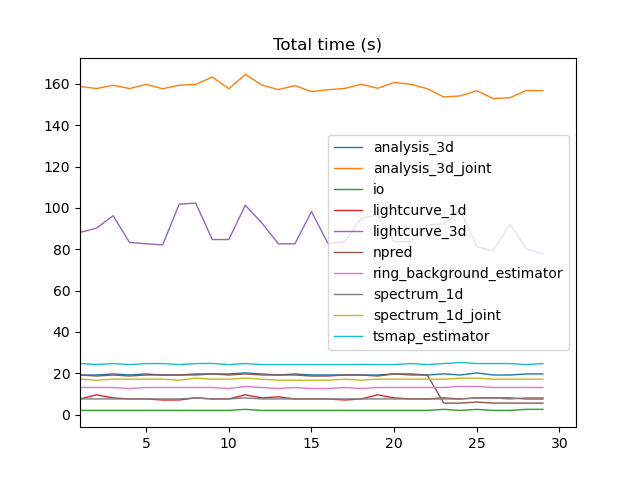 Total time (s)
160
140
120
100
80
60
40
20
0
analysis_3d
analysis_3d_joint
io
lightcurve_1d
lightcurve_3d
npred
ring_background_estimator
spectrum_1d
spectrum_1d_joint
tsmap_estimator
5 10 15 20 25 30